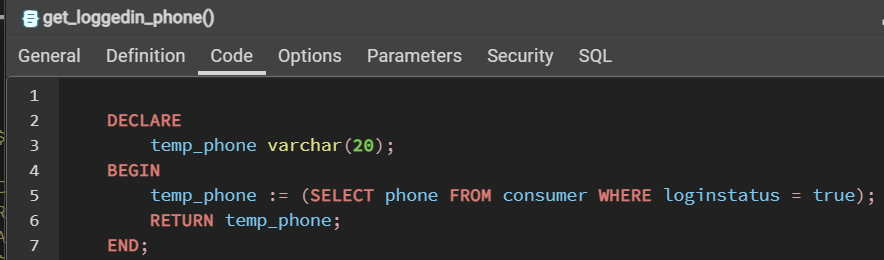 get_loggedin_phone()
General Definition Code Options Parameters Security SQL
1
2 DECLARE
3 temp_phone varchar(20);
4 BEGIN
5 temp_phone := (SELECT phone FROM consumer WHERE loginstatus = true);
6 RETURN temp_phone;
7 END;